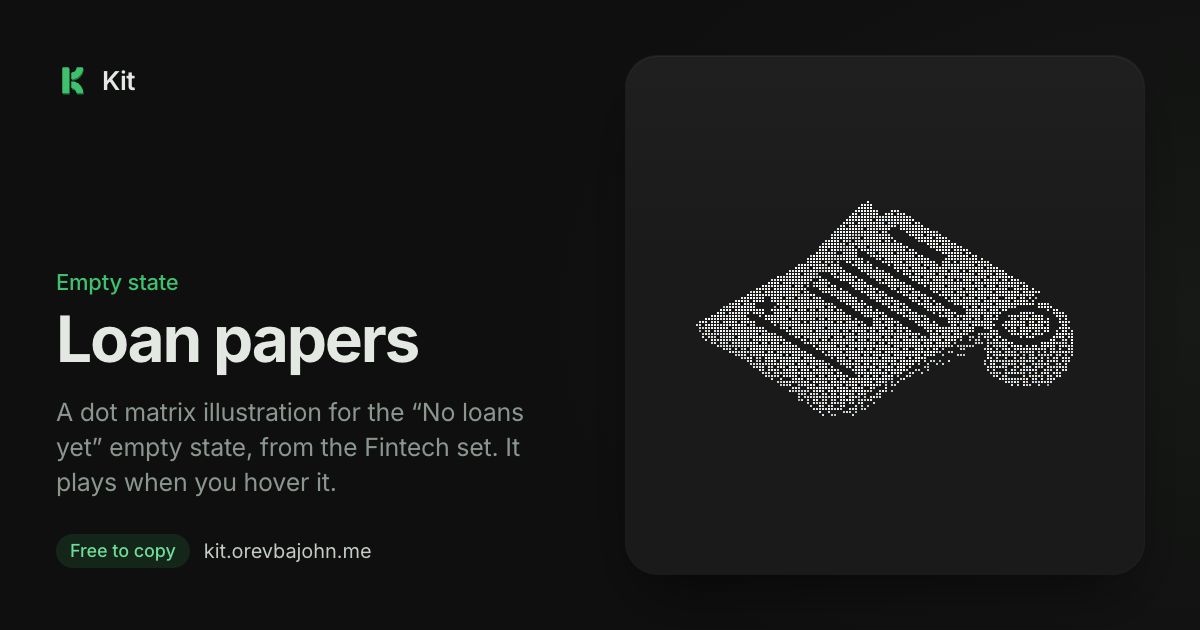 Kit
Empty state
Loan papers
A dot matrix illustration for the “No loans
yet” empty state, from the Fintech set. It
plays when you hover it.
Free to copy
kit.orevbajohn.me